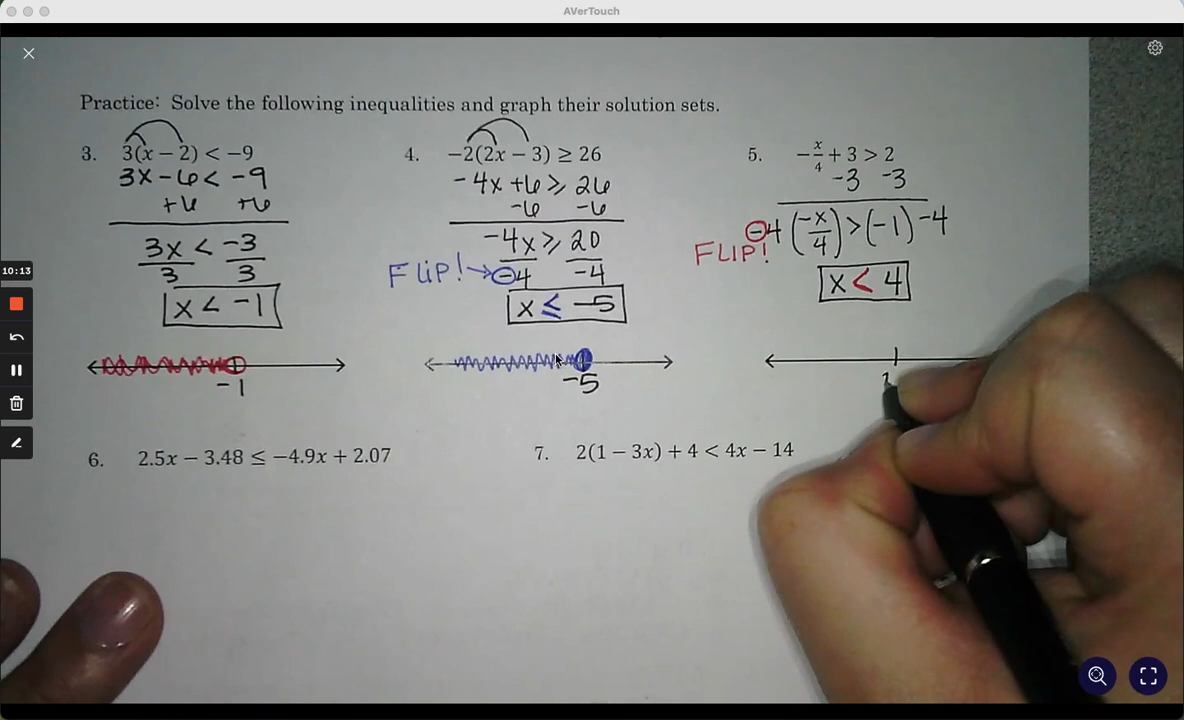 AVerTouch
Practice: Solve the following inequalities and graph their solution sets.
3. 3(x − 2) < −9
3x − 6 < −9
+6 +6
3x < −3
3 3
x < −1
−1
4. −2(2x − 3) ≥ 26
−4x + 6 ≥ 26
−6 −6
−4x ≥ 20
FLiP! → −4 −4
x ≤ −5
−5
5. −x/4 + 3 > 2
−3 −3
−4(−x/4) > (−1) −4
FLIP!
x < 4
10:13
6. 2.5x − 3.48 ≤ −4.9x + 2.07
7. 2(1 − 3x) + 4 < 4x − 14